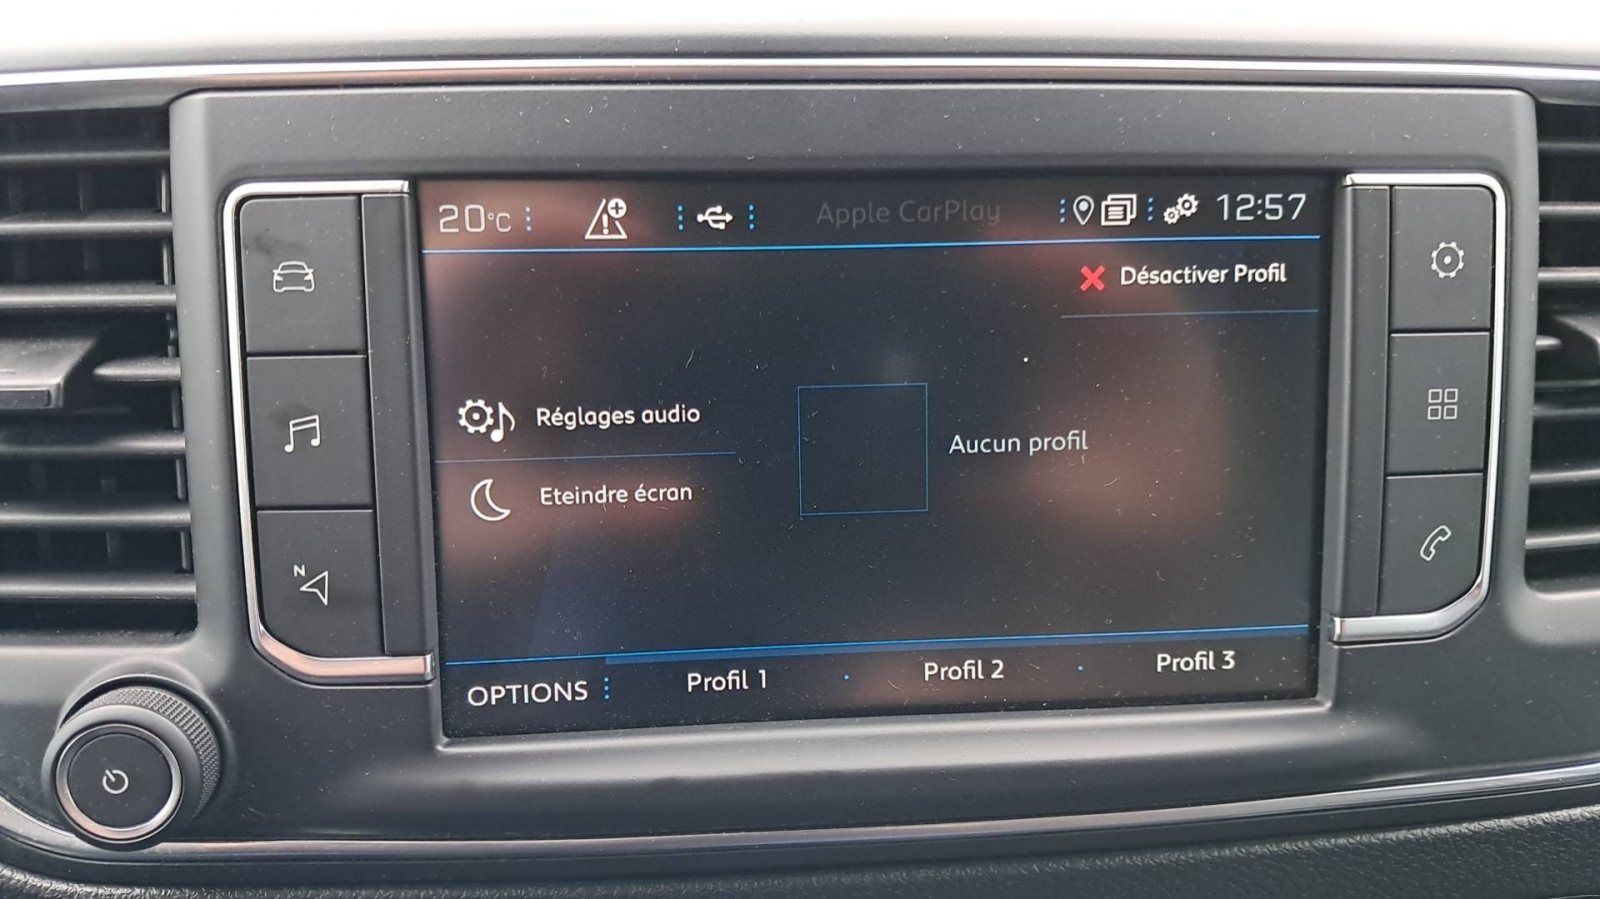 20°C
Apple CarPlay
12:57
Désactiver Profil
Réglages audio
Aucun profil
Eteindre écran
OPTIONS
Profil 1
Profil 2
Profil 3
N